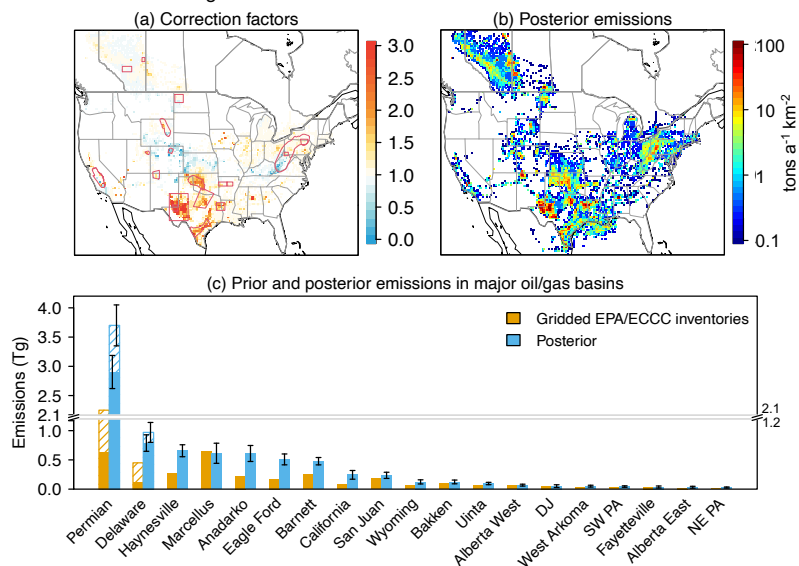 (a) Correction factors
(b) Posterior emissions
3.0
2.5
2.0
1.5
1.0
0.5
0.0
100
10
1
0.1
tons a⁻¹ km⁻²
(c) Prior and posterior emissions in major oil/gas basins
Emissions (Tg)
4.0
3.5
3.0
2.5
2.1
1.0
0.5
0.0
2.1
1.2
Gridded EPA/ECCC inventories
Posterior
Permian
Delaware
Haynesville
Marcellus
Anadarko
Eagle Ford
Barnett
California
San Juan
Wyoming
Bakken
Uinta
Alberta West
DJ
West Arkoma
SW PA
Fayetteville
Alberta East
NE PA